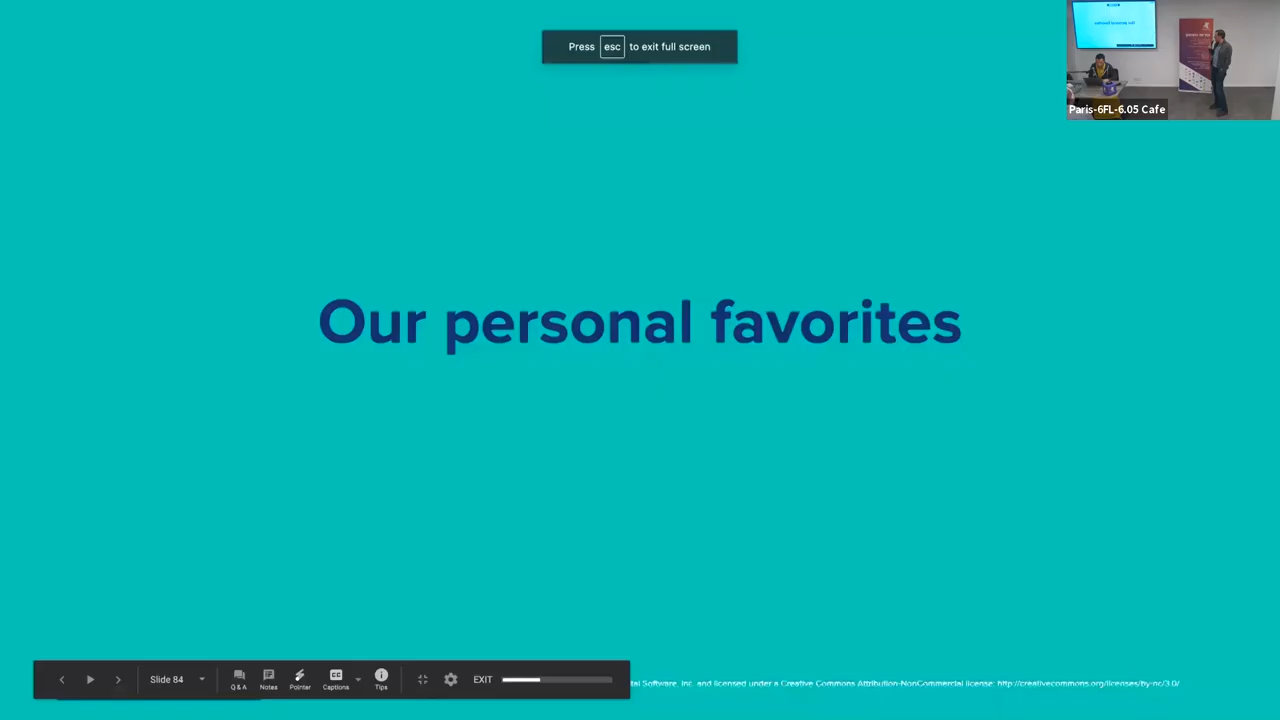 Press esc to exit full screen
Paris-6FL-6.05 Cafe
Our personal favorites
Slide 84
Q & A
Notes
Pointer
CC
Captions
Tips
EXIT
tal Software, Inc. and licensed under a Creative Commons Attribution-NonCommercial license: http://creativecommons.org/licenses/by-nc/3.0/